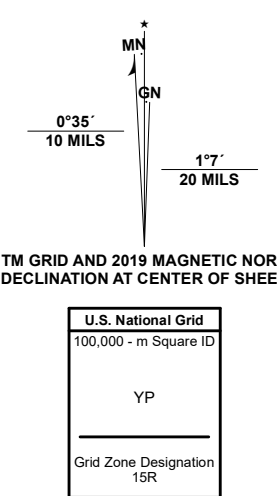 ★
MN
GN
0°35´
10 MILS
1°7´
20 MILS
TM GRID AND 2019 MAGNETIC NOR
DECLINATION AT CENTER OF SHEE
U.S. National Grid
100,000 - m Square ID
YP
Grid Zone Designation
15R